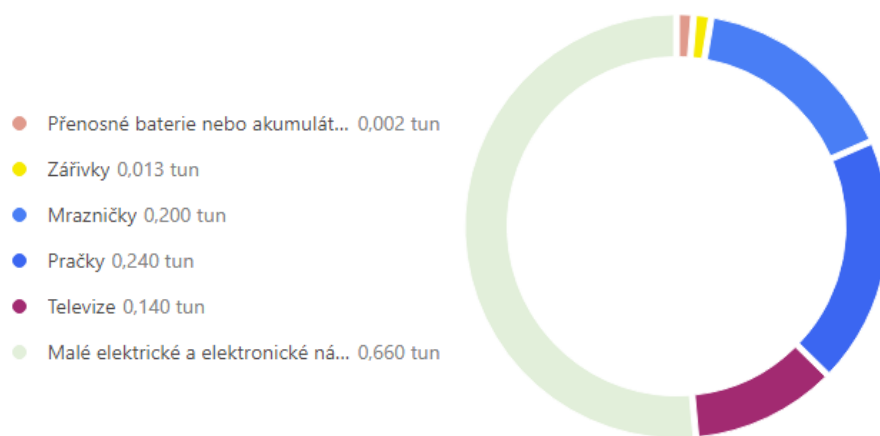 Přenosné baterie nebo akumulát... 0,002 tun
Zářivky 0,013 tun
Mrazničky 0,200 tun
Pračky 0,240 tun
Televize 0,140 tun
Malé elektrické a elektronické ná... 0,660 tun